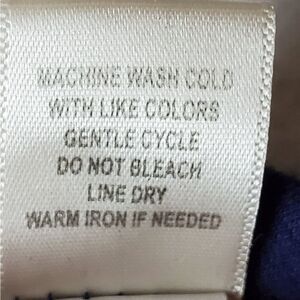 MACHINE WASH COLD
WITH LIKE COLORS
GENTLE CYCLE
DO NOT BLEACH
LINE DRY
WARM IRON IF NEEDED